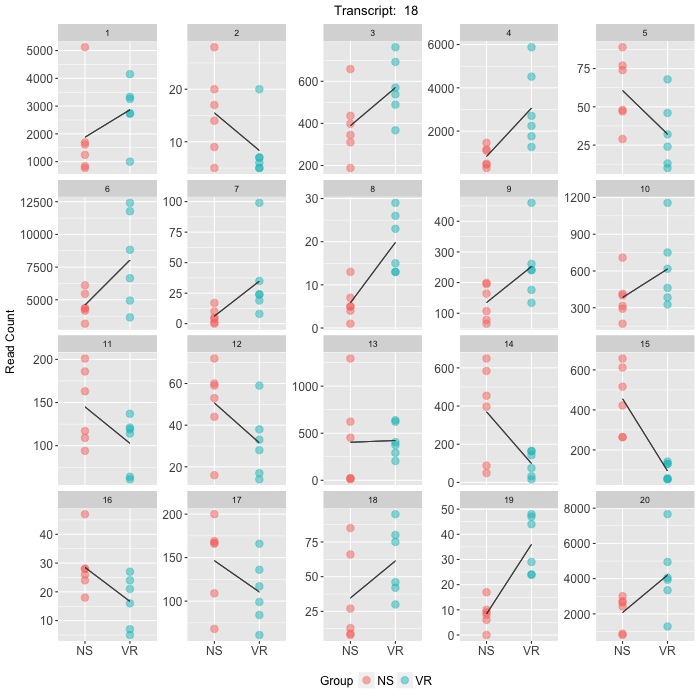 Transcript: 18
1 2 3 4 5
5000 4000 3000 2000 1000
20 10
600 400 200
6000 4000 2000
75 50 25
6 7 8 9 10
12500 10000 7500 5000
100 75 50 25 0
30 20 10 0
400 300 200 100
1200 900 600 300
Read Count
11 12 13 14 15
200 150 100
60 40 20
1000 500 0
600 400 200 0
600 400 200
16 17 18 19 20
40 30 20 10
200 150 100
75 50 25
50 40 30 20 10 0
8000 6000 4000 2000
NS VR NS VR NS VR NS VR NS VR
Group NS VR